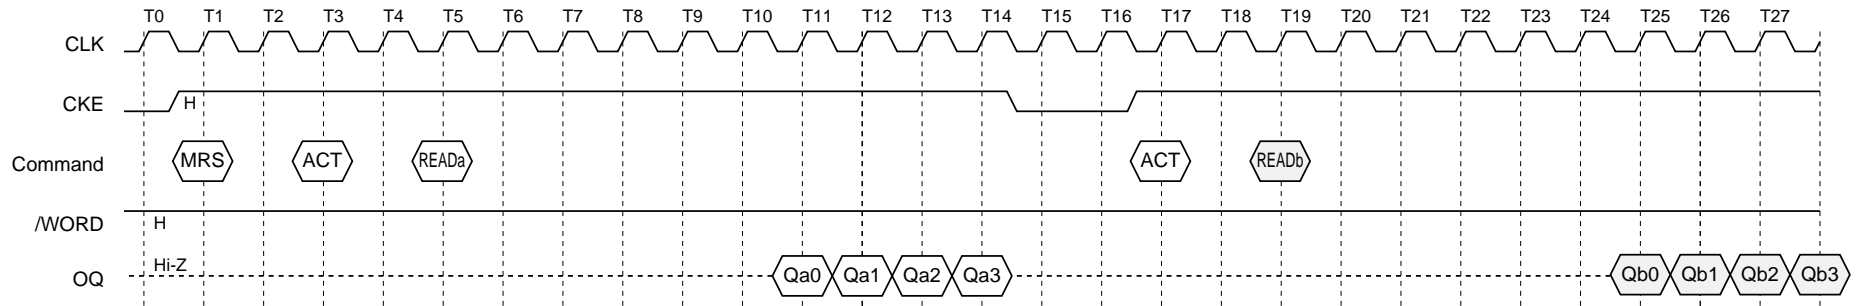 T0 T1 T2 T3 T4 T5 T6 T7 T8 T9 T10 T11 T12 T13 T14 T15 T16 T17 T18 T19 T20 T21 T22 T23 T24 T25 T26 T27
CLK
CKE H
Command MRS ACT READa ACT READb
/WORD H
OQ Hi-Z Qa0 Qa1 Qa2 Qa3 Qb0 Qb1 Qb2 Qb3